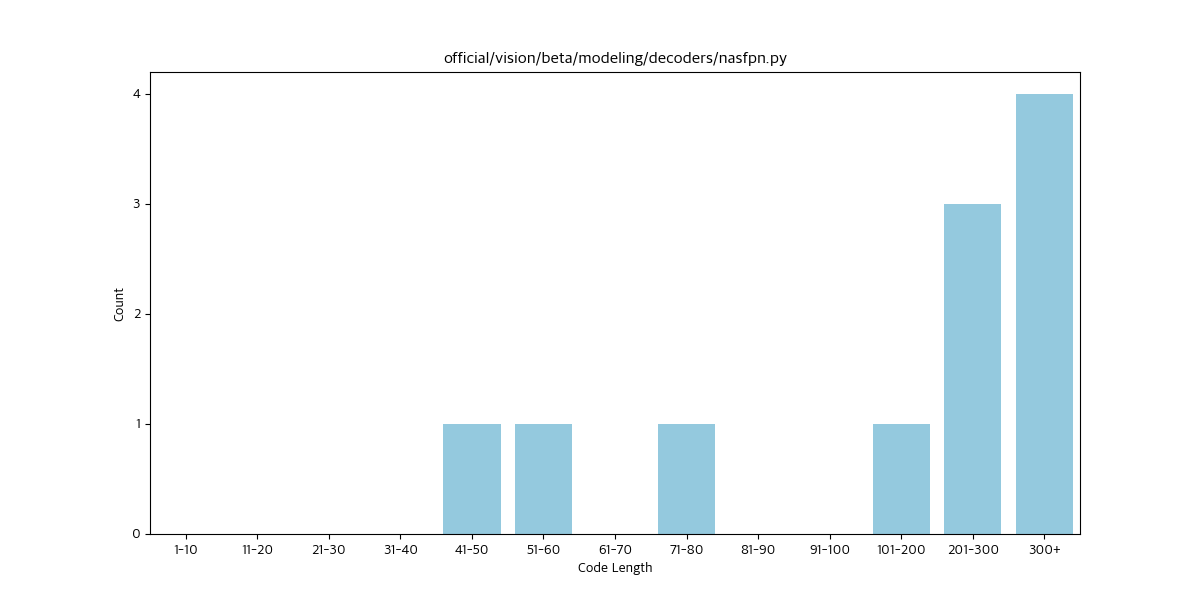 official/vision/beta/modeling/decoders/nasfpn.py
4
3
2
1
0
Count
1-10 11-20 21-30 31-40 41-50 51-60 61-70 71-80 81-90 91-100 101-200 201-300 300+
Code Length